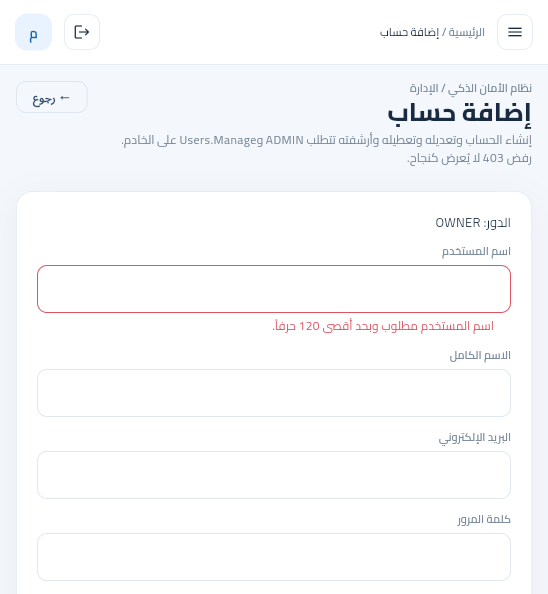 الرئيسية / إضافة حساب
م
نظام الأمان الذكي / الإدارة
إضافة حساب
إنشاء الحساب وتعديله وتعطيله وأرشفته تتطلب ADMIN وUsers.Manage على الخادم.
رفض 403 لا يُعرض كنجاح.
← رجوع
الدور: OWNER
اسم المستخدم
اسم المستخدم مطلوب وبحد أقصى 120 حرفاً.
الاسم الكامل
البريد الإلكتروني
كلمة المرور